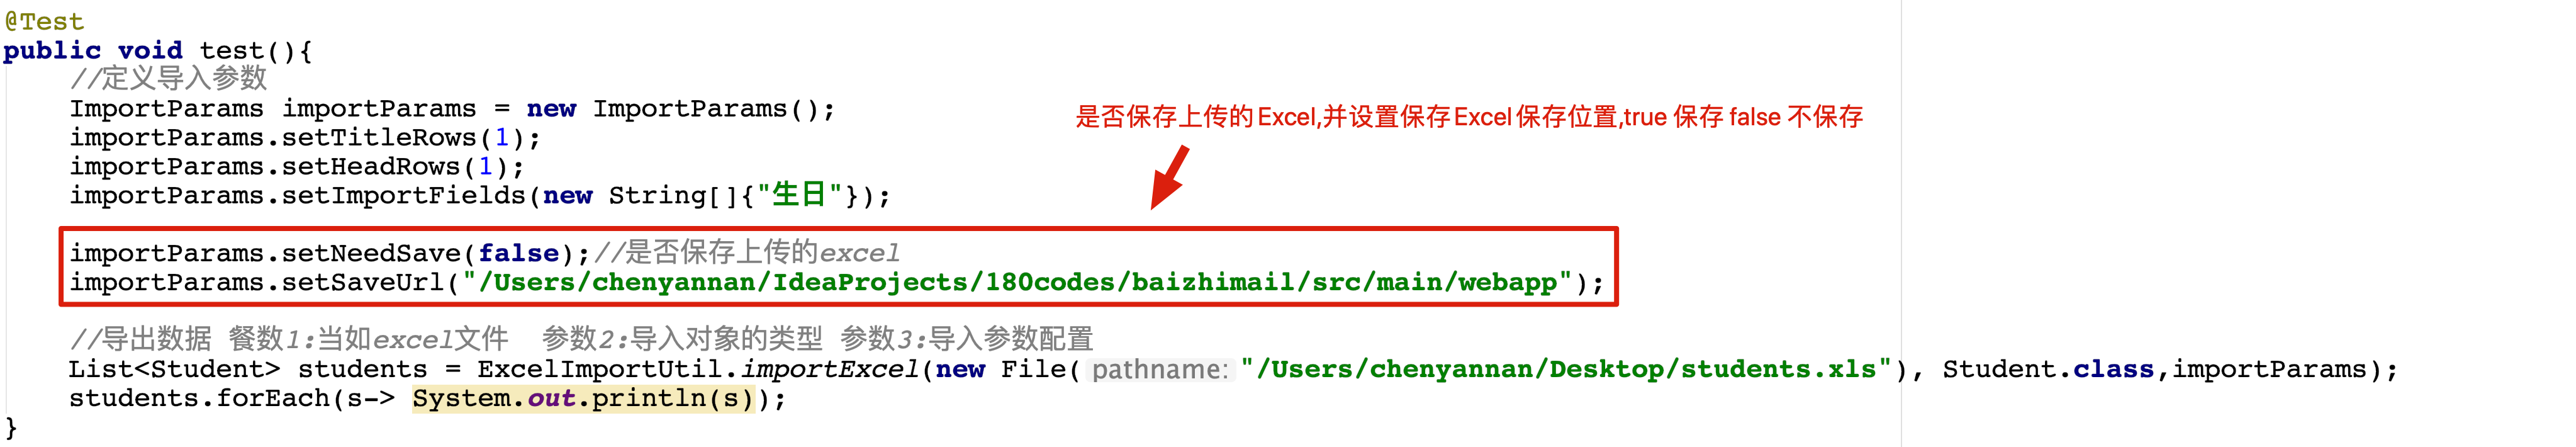 @Test
public void test(){
//定义导入参数
ImportParams importParams = new ImportParams();
importParams.setTitleRows(1);
importParams.setHeadRows(1);
importParams.setImportFields(new String[]{"生日"});
是否保存上传的Excel,并设置保存Excel保存位置,true 保存 false 不保存
importParams.setNeedSave(false);//是否保存上传的excel
importParams.setSaveUrl("/Users/chenyannan/IdeaProjects/180codes/baizhimail/src/main/webapp");
//导出数据 餐数1:当如excel文件 参数2:导入对象的类型 参数3:导入参数配置
List<Student> students = ExcelImportUtil.importExcel(new File( pathname: "/Users/chenyannan/Desktop/students.xls"), Student.class,importParams);
students.forEach(s-> System.out.println(s));
}